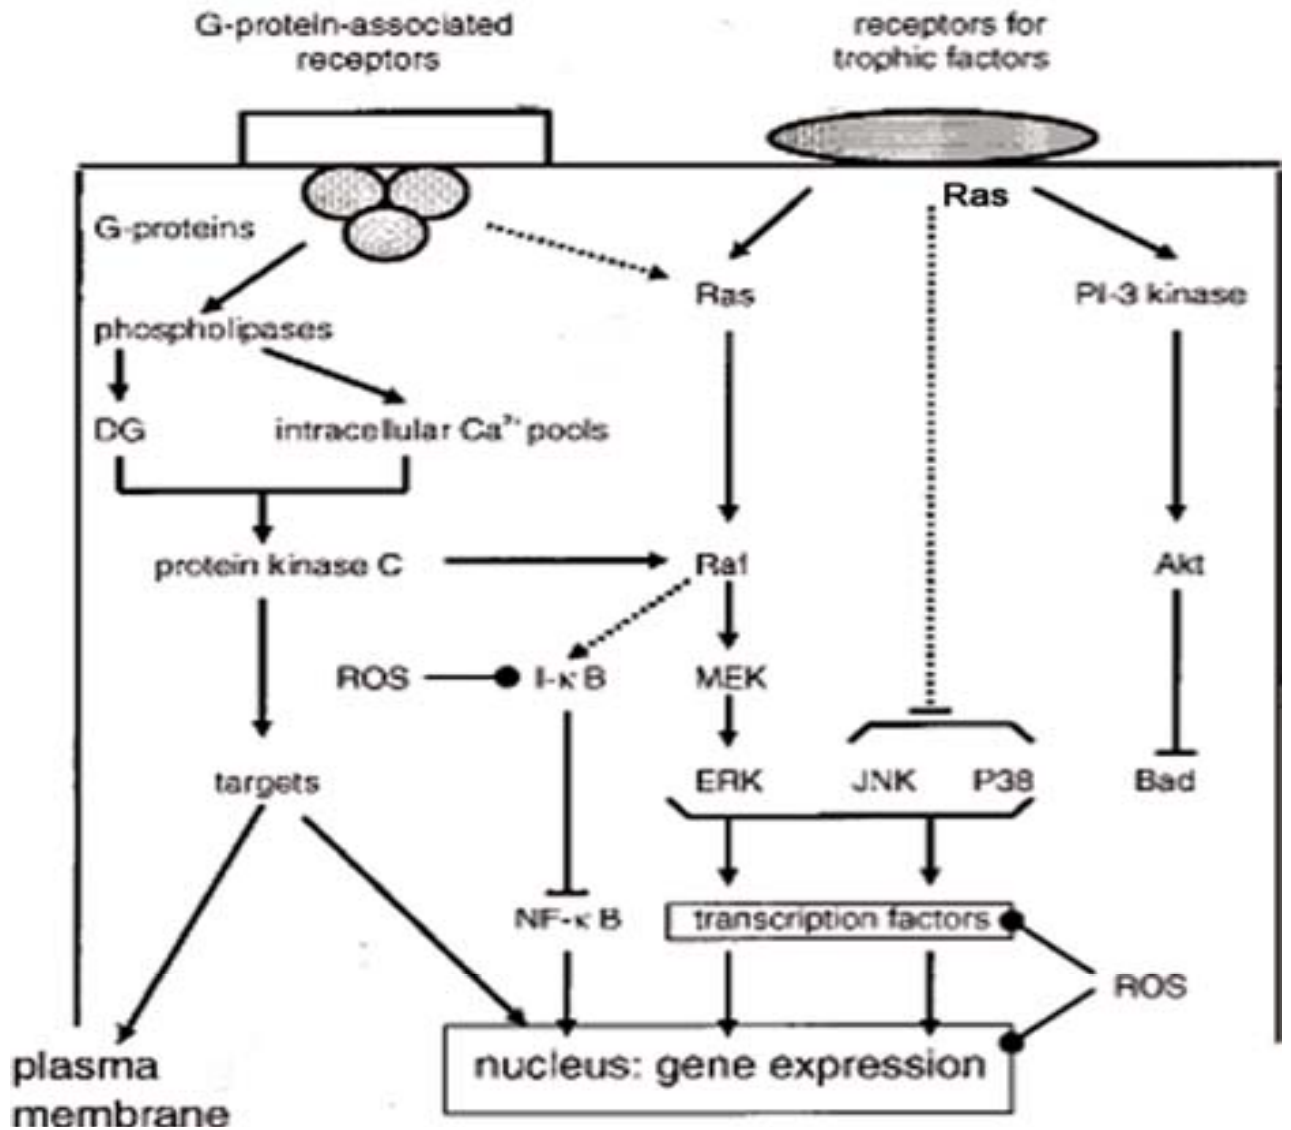 G-protein-associated
receptors
receptors for
trophic factors
G-proteins
Ras
Ras
PI-3 kinase
phospholipases
DG
intracellular Ca²⁺ pools
protein kinase C
Raf
Akt
ROS
I-κB
MEK
targets
ERK
JNK
P38
Bad
NF-κB
transcription factors
ROS
plasma
membrane
nucleus: gene expression